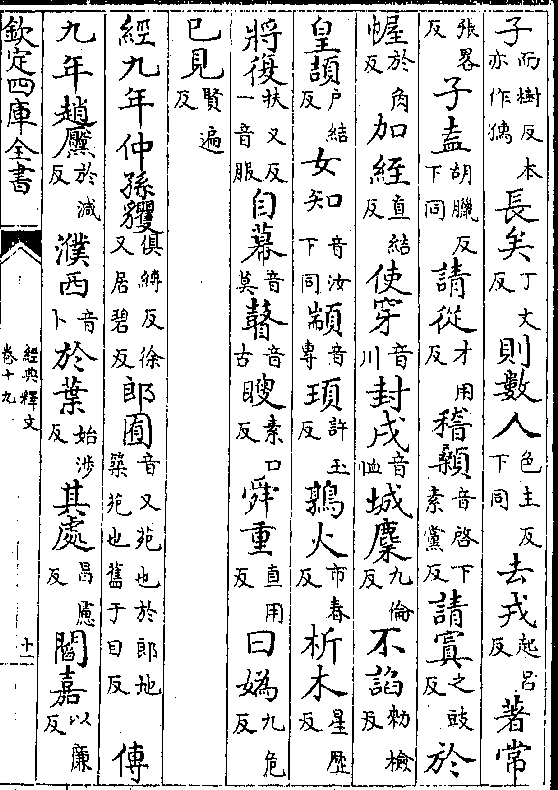 子而樹反本亦作孺長矣丁丈反則數人色主反下同去戎起呂反著常
張畧反子盍胡臘反下同請從才用反稽顙音啓下素黨反請寘之豉反於
幄於角反加絰直結反使穿音川封戌音恤城麇九倫反不諂勑檢反
皇頡戶結反女知音汝下同顓音專頊許玉反鶉火市春反析木星歷反
將復扶又反一音服自幕音莫瞽音古瞍素口反舜重直用反曰媯九危反
已見賢遍反
經九年仲孫貜俱縛反徐又居碧反郎囿音又苑也於郎地築苑也舊于目反傳
九年趙黶於減反濮西音卜於葉始涉反其處昌慮反閻嘉以廉反
欽定四庫全書
經典釋文
卷十九
十一